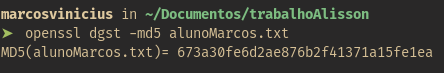 marcosvinicius in ~/Documentos/trabalhoAlisson
➤ openssl dgst -md5 alunoMarcos.txt
MD5(alunoMarcos.txt)= 673a30fe6d2ae876b2f41371a15fe1ea